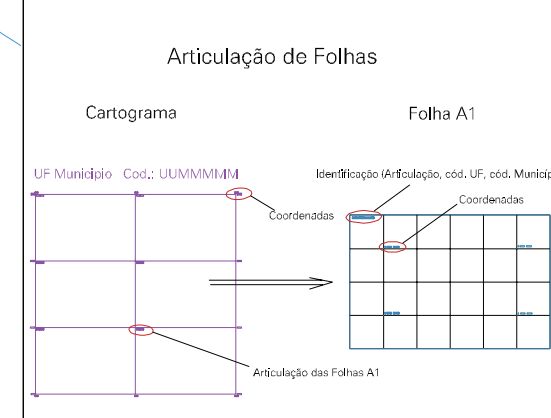 Articulação de Folhas
Cartograma
Folha A1
UF Municipio Cod.: UUMMMMM
Identificação (Articulação, cód. UF, cód. Municíp
Coordenadas
Coordenadas
Articulação das Folhas A1